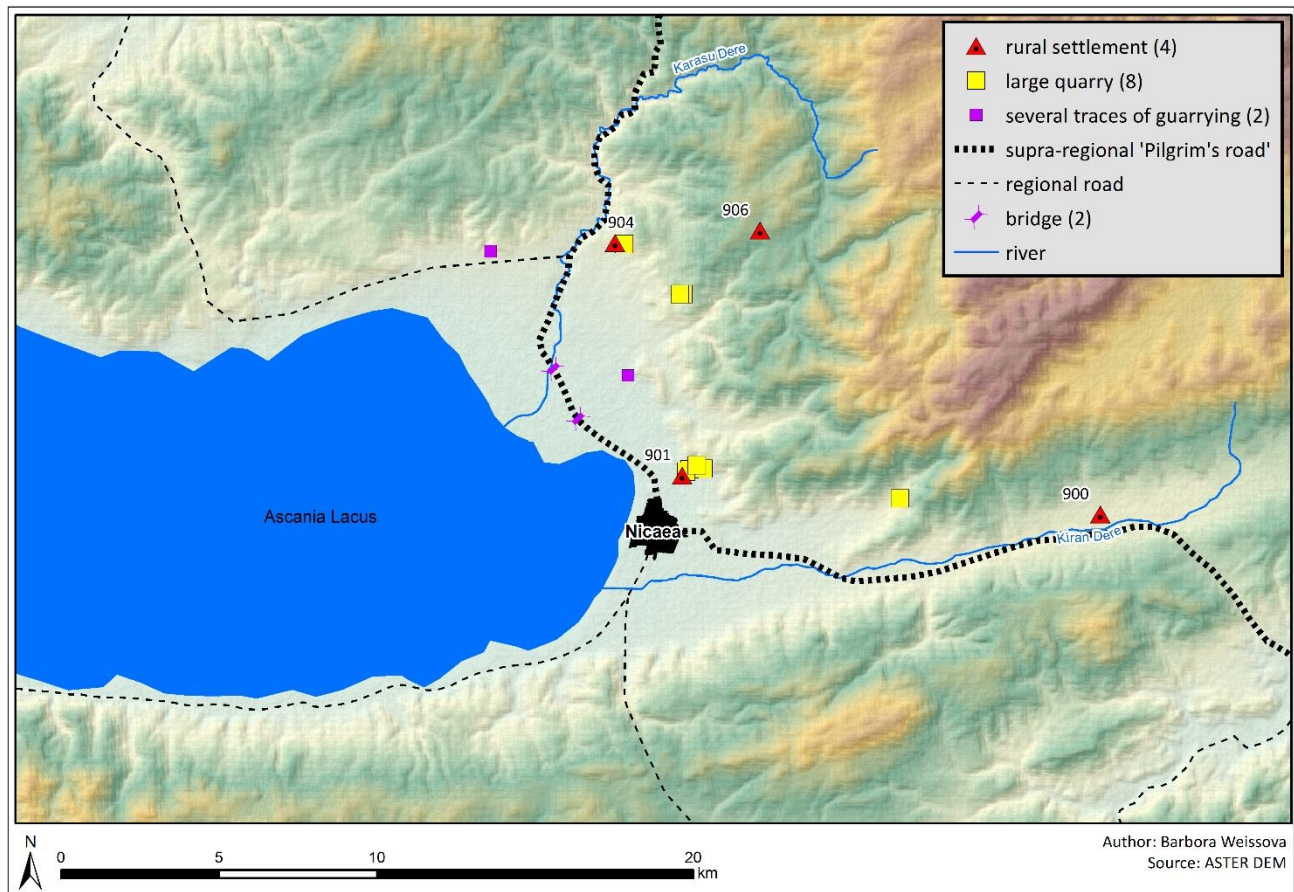 rural settlement (4)
large quarry (8)
several traces of guarrying (2)
supra-regional 'Pilgrim's road'
regional road
bridge (2)
river
Karasu Dere
904
906
901
900
Ascania Lacus
Nicaea
Kiran Dere
N
0 5 10 20
km
Author: Barbora Weissova
Source: ASTER DEM